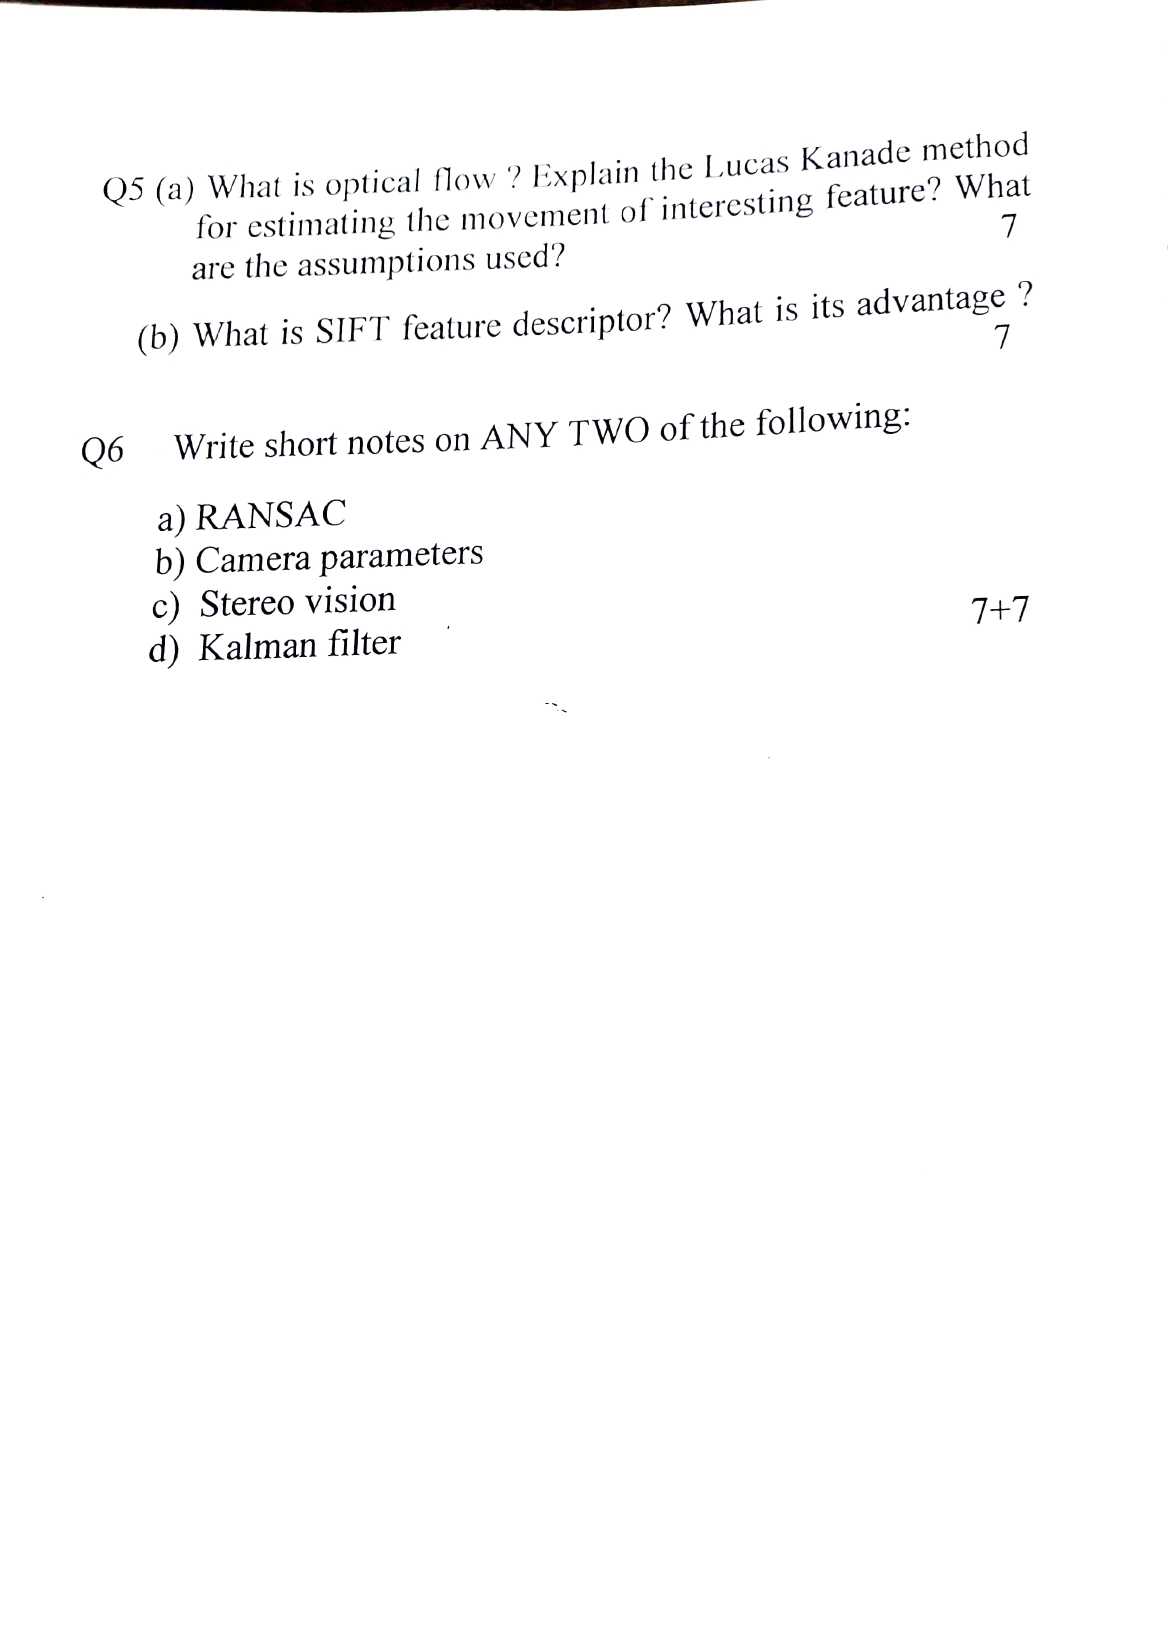 Q5 (a) What is optical flow ? Explain the Lucas Kanade method
for estimating the movement of interesting feature? What
are the assumptions used? 7
(b) What is SIFT feature descriptor? What is its advantage ?
7
Q6 Write short notes on ANY TWO of the following:
a) RANSAC
b) Camera parameters
c) Stereo vision 7+7
d) Kalman filter